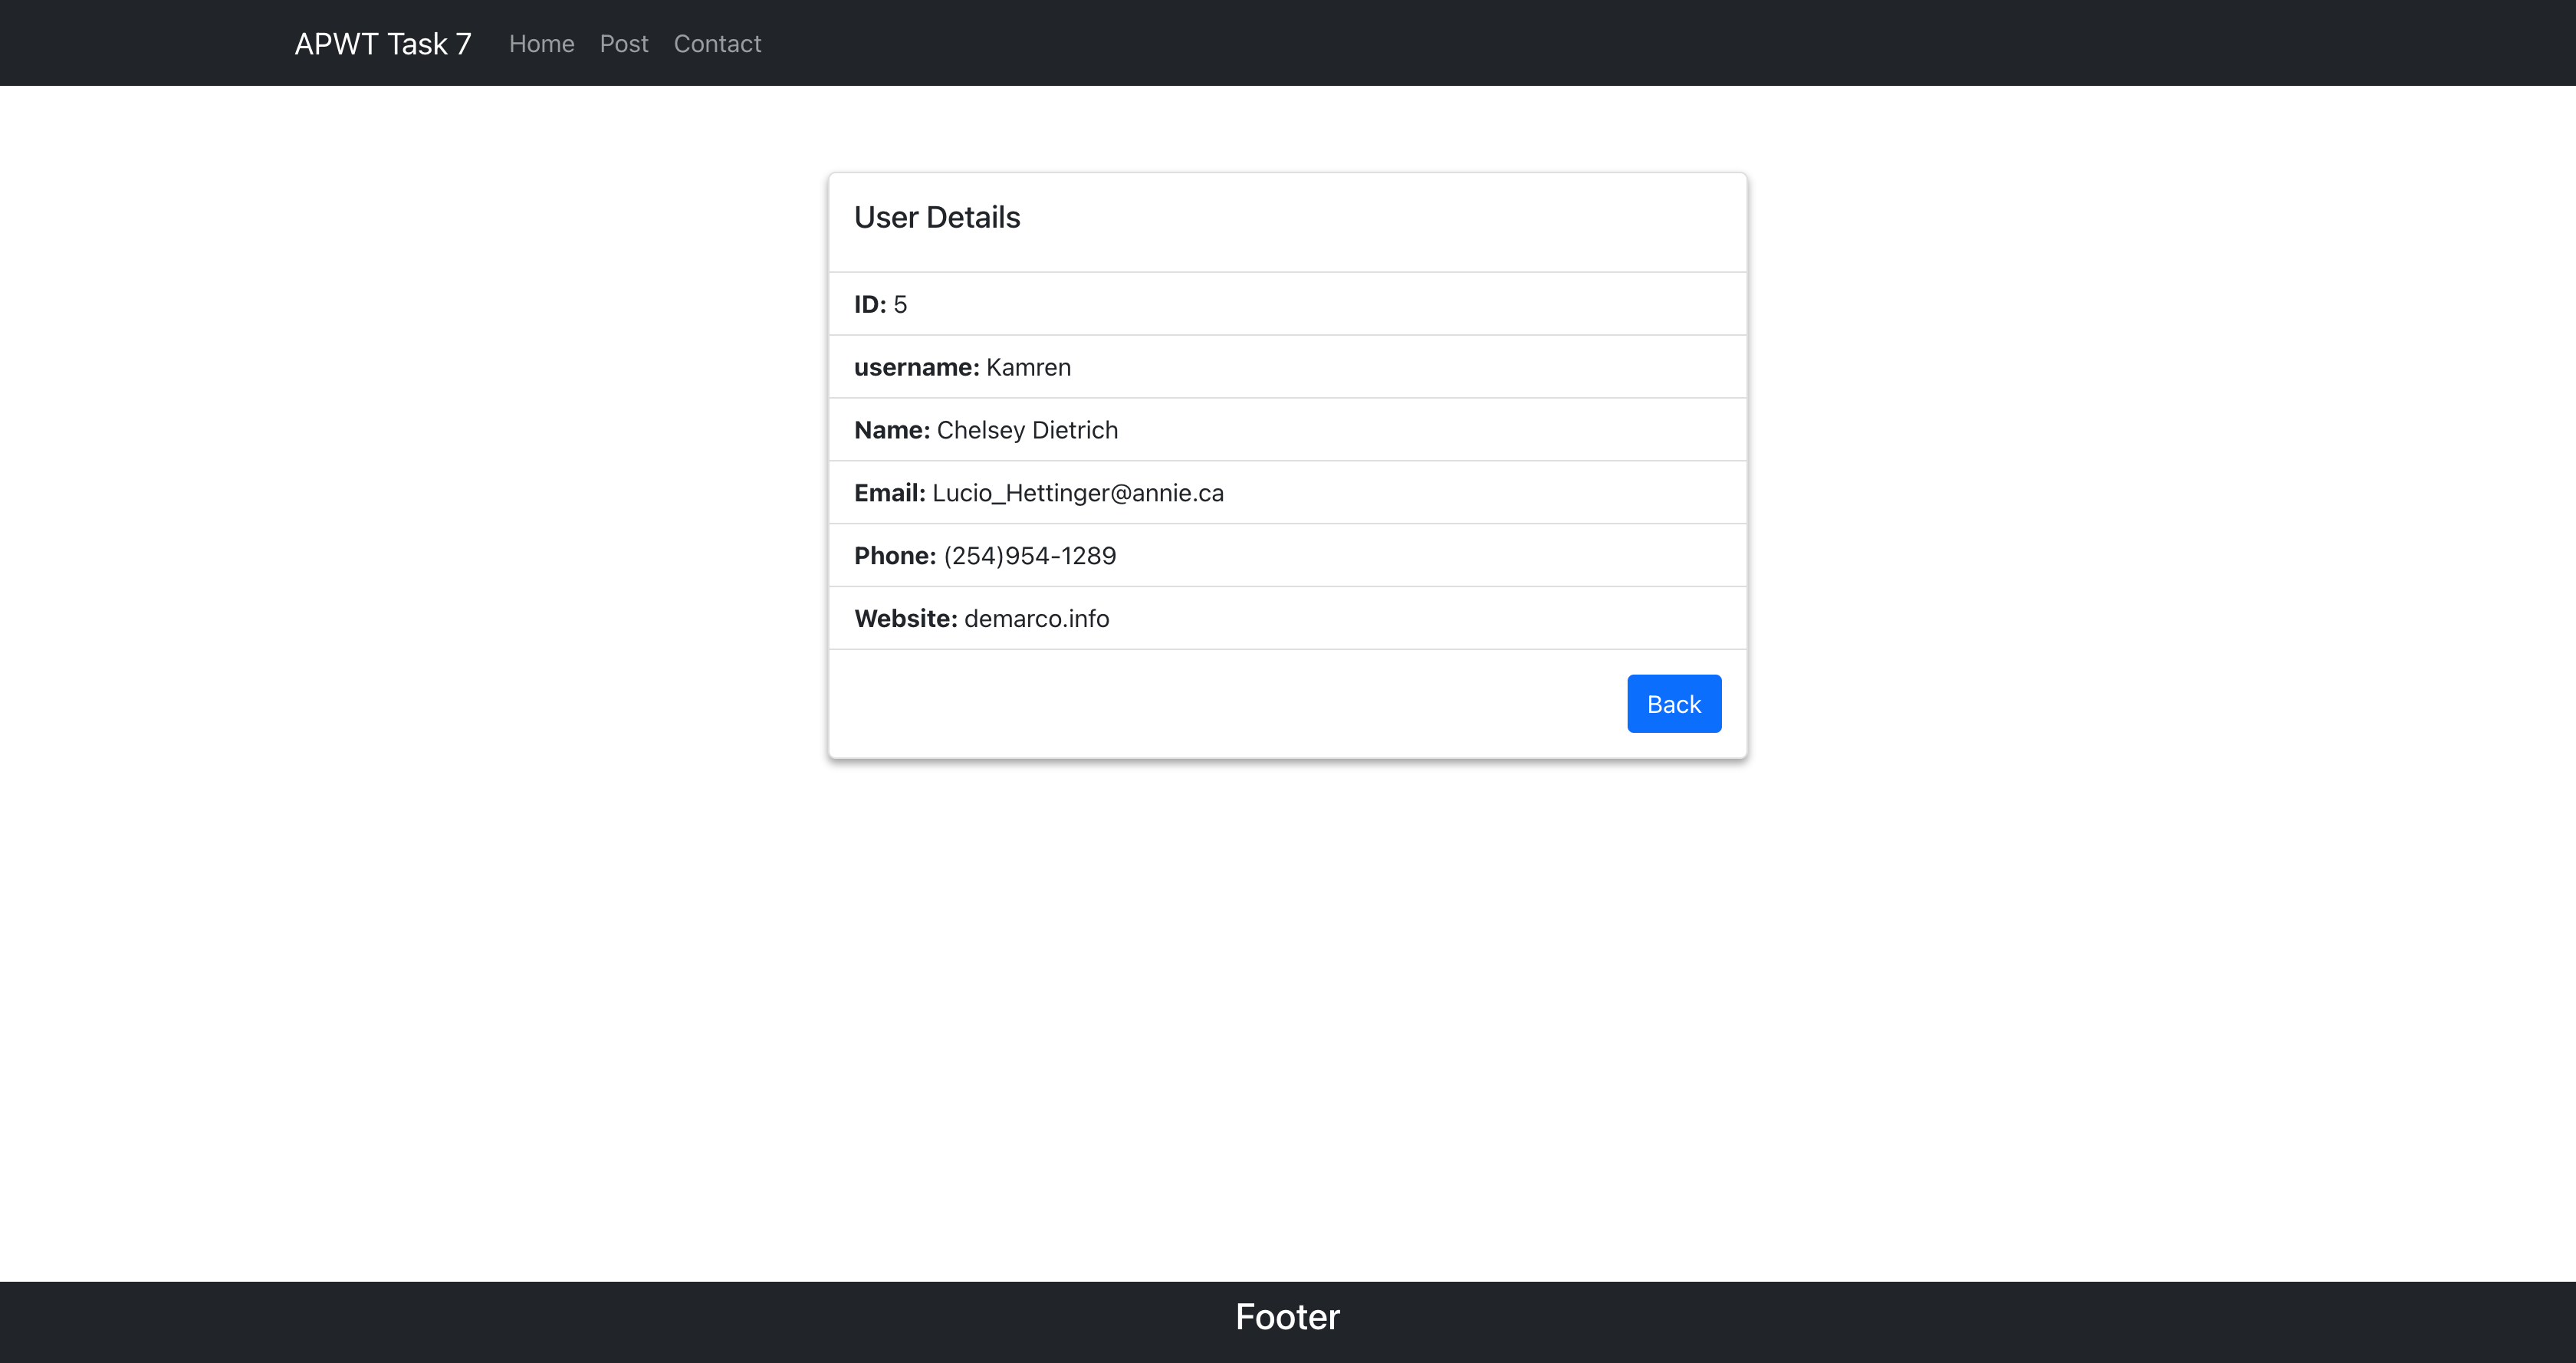 APWT Task 7 Home Post Contact
User Details
ID: 5
username: Kamren
Name: Chelsey Dietrich
Email: Lucio_Hettinger@annie.ca
Phone: (254)954-1289
Website: demarco.info
Back
Footer